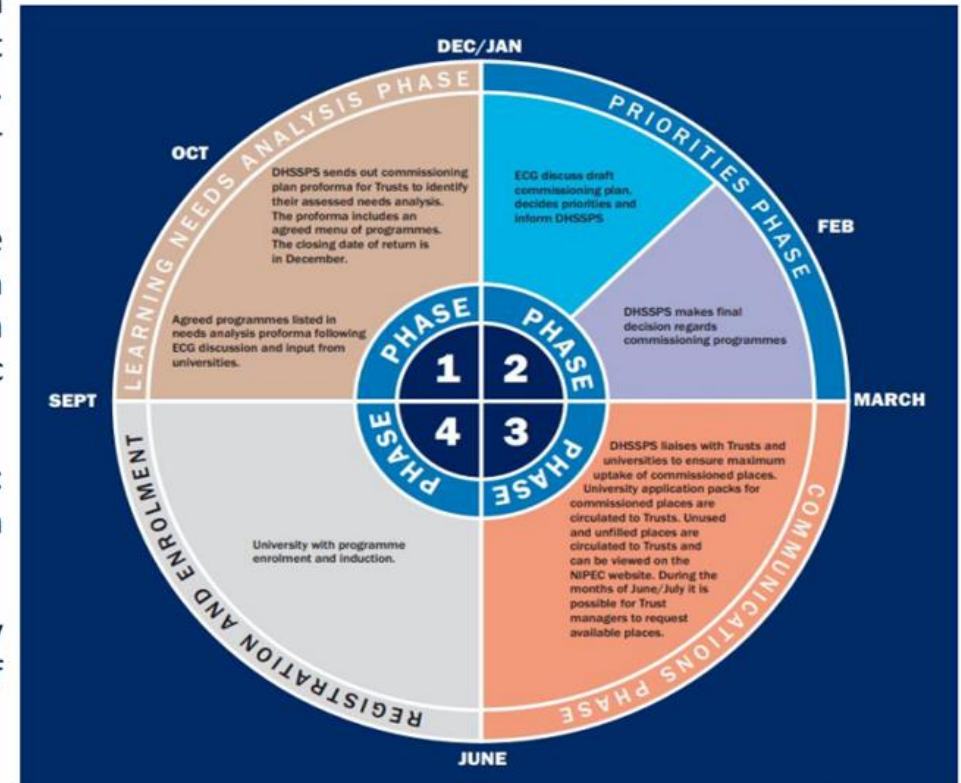 DEC/JAN
LEARNING NEEDS ANALYSIS PHASE
PRIORITIES PHASE
OCT
DHSSPS sends out commissioning
plan proforma for Trusts to identify
their assessed needs analysis.
The proforma includes an
agreed menu of programmes.
The closing date of return is
in December.
ECG discuss draft
commissioning plan,
decides priorities and
inform DHSSPS
FEB
Agreed programmes listed in
needs analysis proforma following
ECG discussion and input from
universities.
DHSSPS makes final
decision regards
commissioning programmes
PHASE
1
PHASE
2
SEPT
MARCH
PHASE
4
PHASE
3
DHSSPS liaises with Trusts and
universities to ensure maximum
uptake of commissioned places.
University application packs for
commissioned places are
circulated to Trusts. Unused
and unfilled places are
circulated to Trusts and
can be viewed on the
NIPEC website. During the
months of June/July it is
possible for Trust
managers to request
available places.
University with programme
enrolment and induction.
REGISTRATION AND ENROLMENT
COMMUNICATIONS PHASE
JUNE